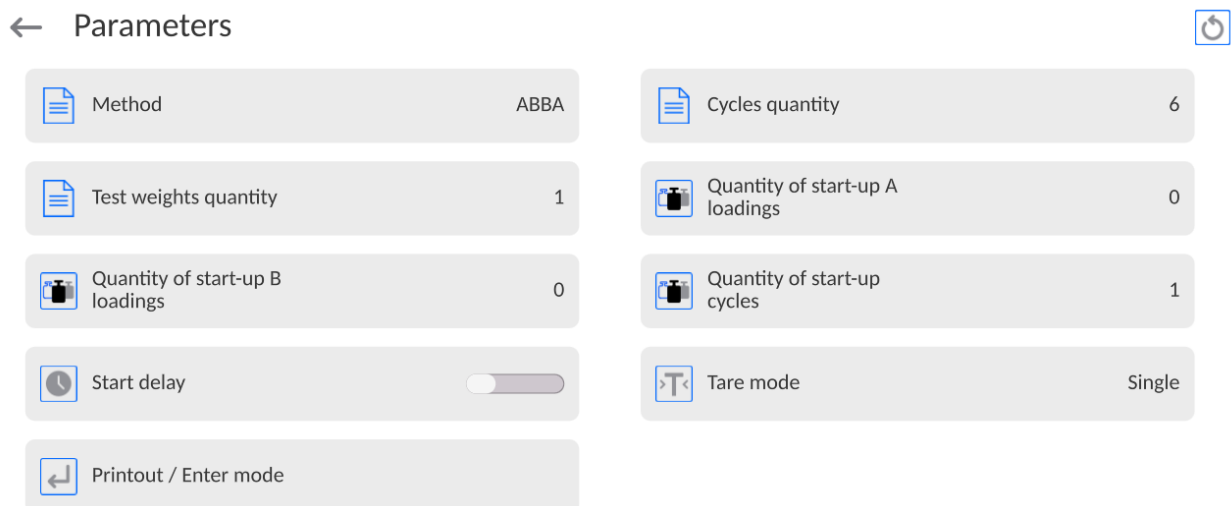 Parameters
Method ABBA
Cycles quantity 6
Test weights quantity 1
Quantity of start-up A
loadings 0
Quantity of start-up B
loadings 0
Quantity of start-up
cycles 1
Start delay
Tare mode Single
Printout / Enter mode